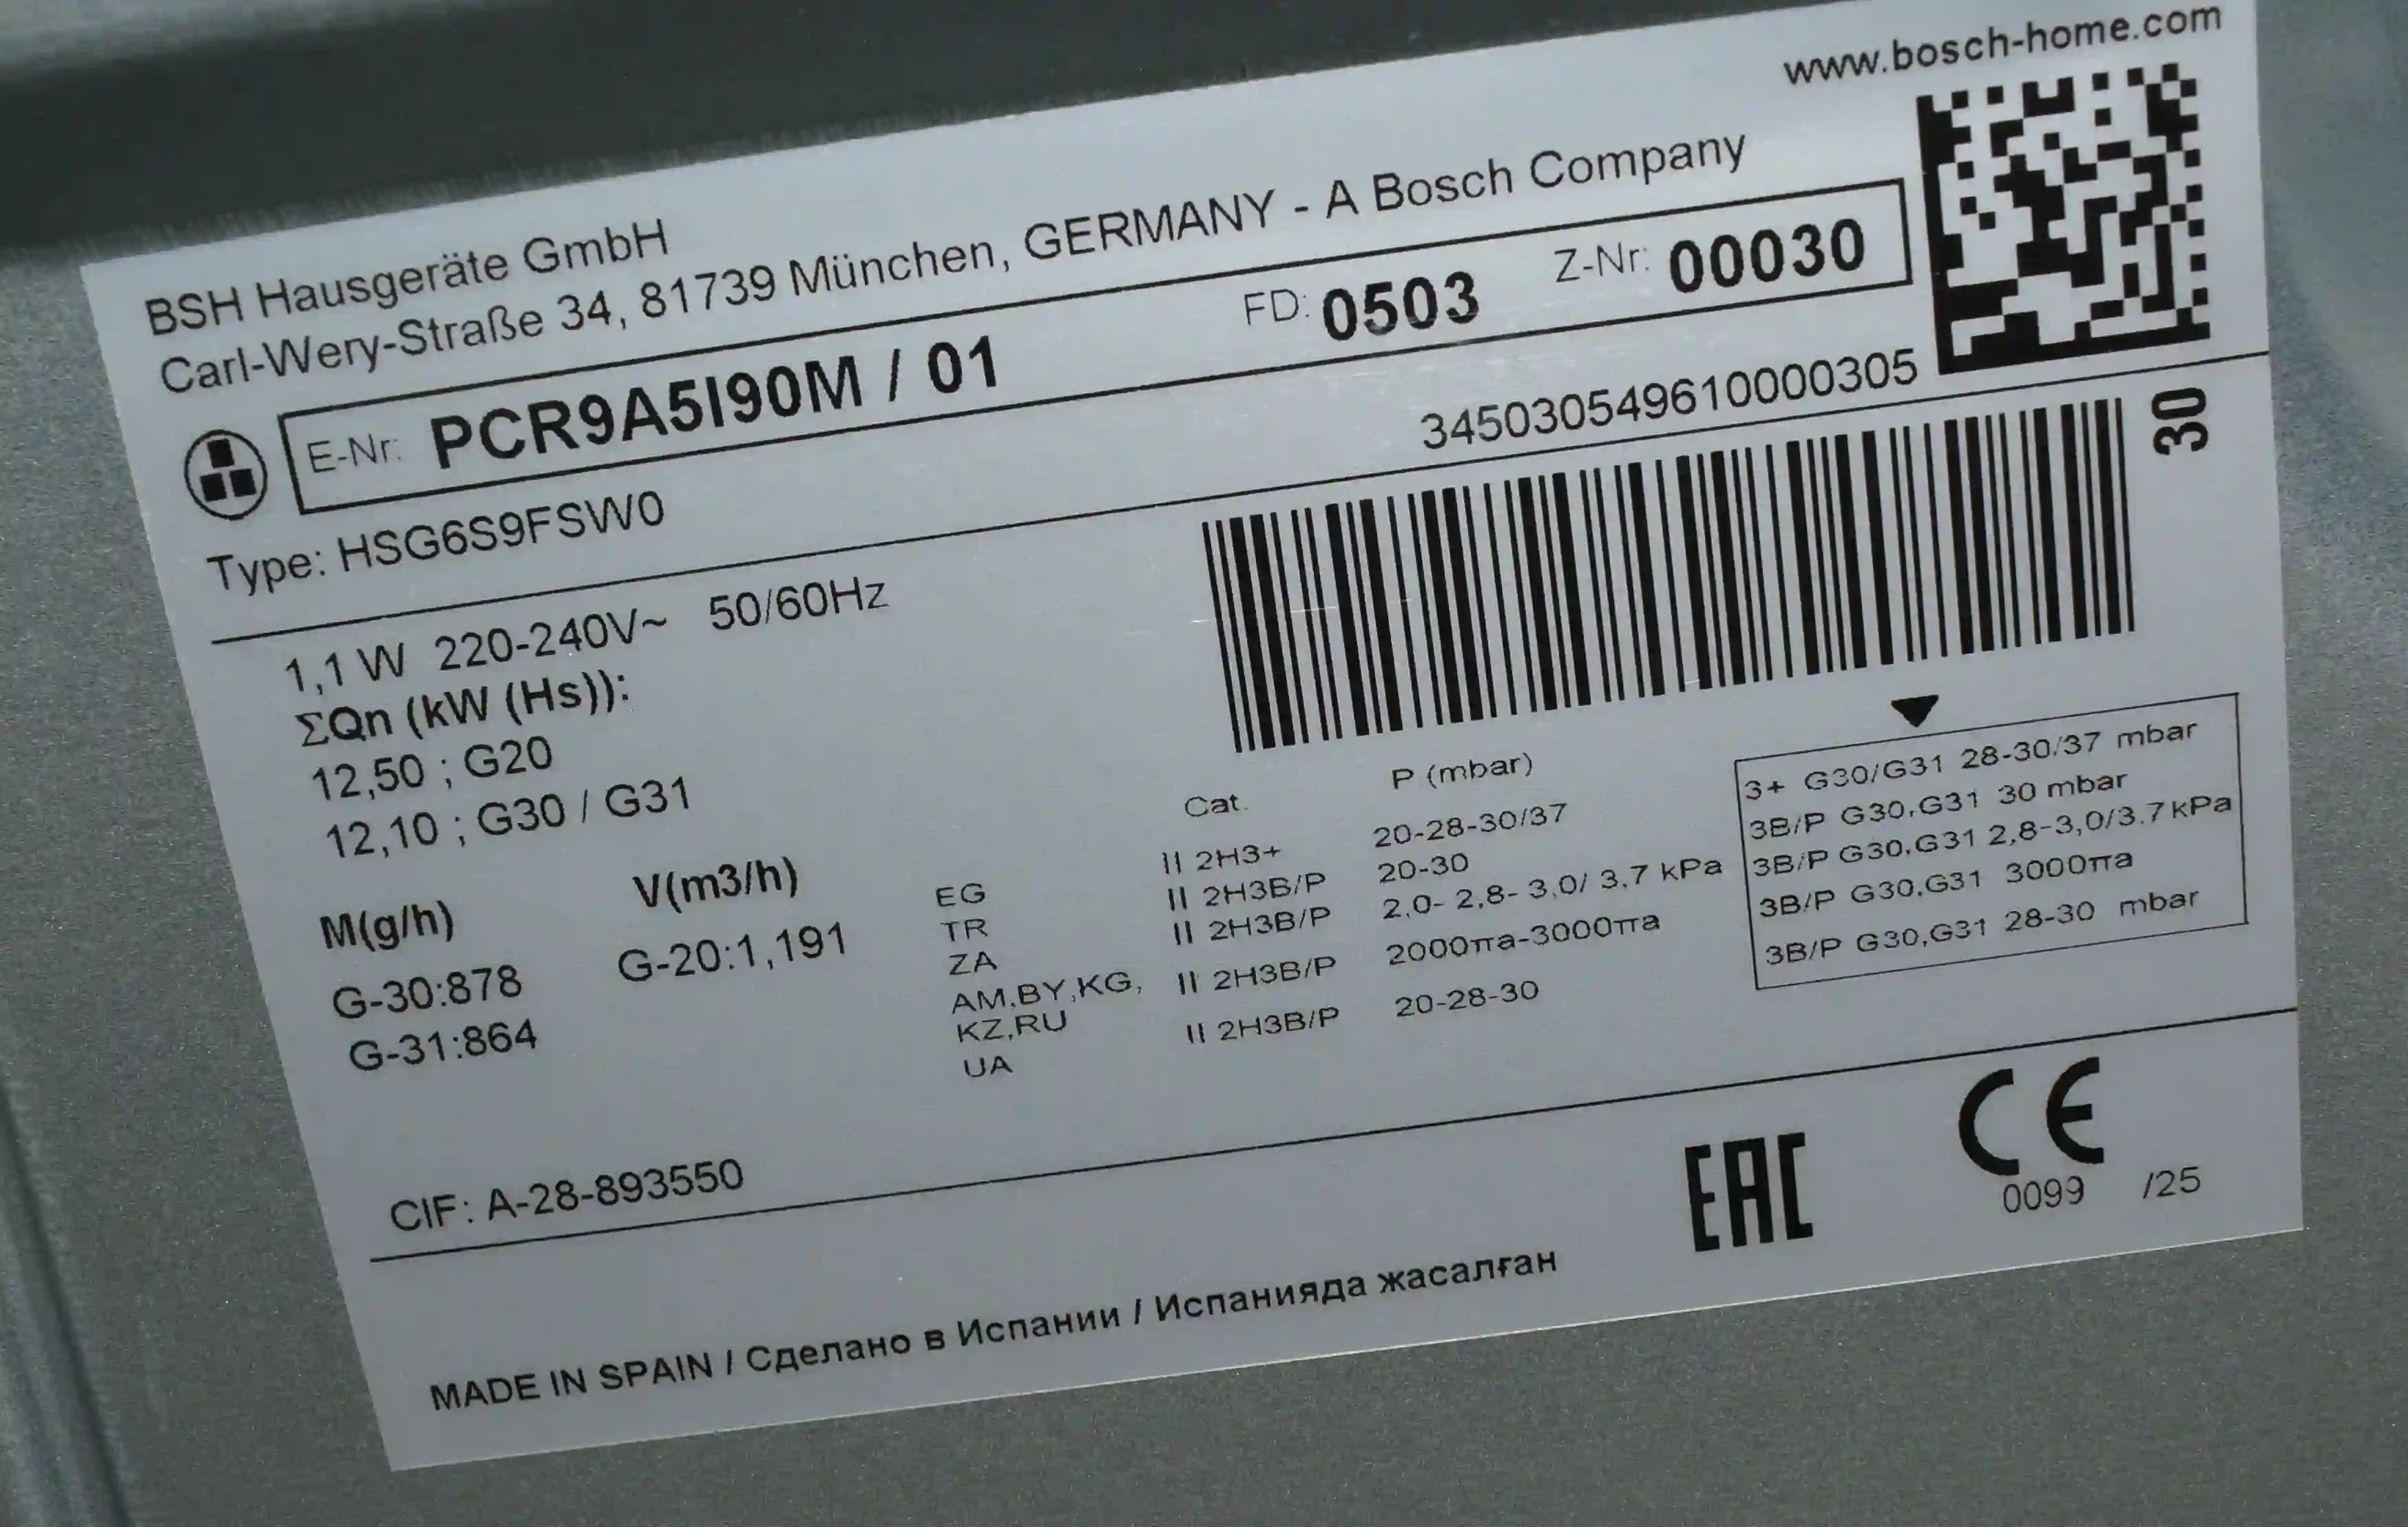 www.bosch-home.com
BSH Hausgeräte GmbH
Carl-Wery-Straße 34, 81739 München, GERMANY - A Bosch Company
E-Nr: PCR9A5I90M / 01 FD: 0503 Z-Nr: 00030
Type: HSG6S9FSW0 345030549610000305
30
1,1 W 220-240V~ 50/60Hz
ΣQn (kW (Hs)):
12,50 ; G20
12,10 ; G30 / G31
M(g/h) V(m3/h)
G-30:878 G-20:1,191
G-31:864
Cat. P (mbar)
EG II 2H3+ 20-28-30/37 3+ G30/G31 28-30/37 mbar
TR II 2H3B/P 20-30 3B/P G30,G31 30 mbar
ZA II 2H3B/P 2,0- 2,8- 3,0/ 3,7 kPa 3B/P G30,G31 2,8-3,0/3.7 kPa
AM,BY,KG, II 2H3B/P 2000πa-3000πa 3B/P G30,G31 3000πa
KZ,RU
UA II 2H3B/P 20-28-30 3B/P G30,G31 28-30 mbar
CIF: A-28-893550
EAC CE
0099 /25
MADE IN SPAIN / Сделано в Испании / Испанияда жасалған